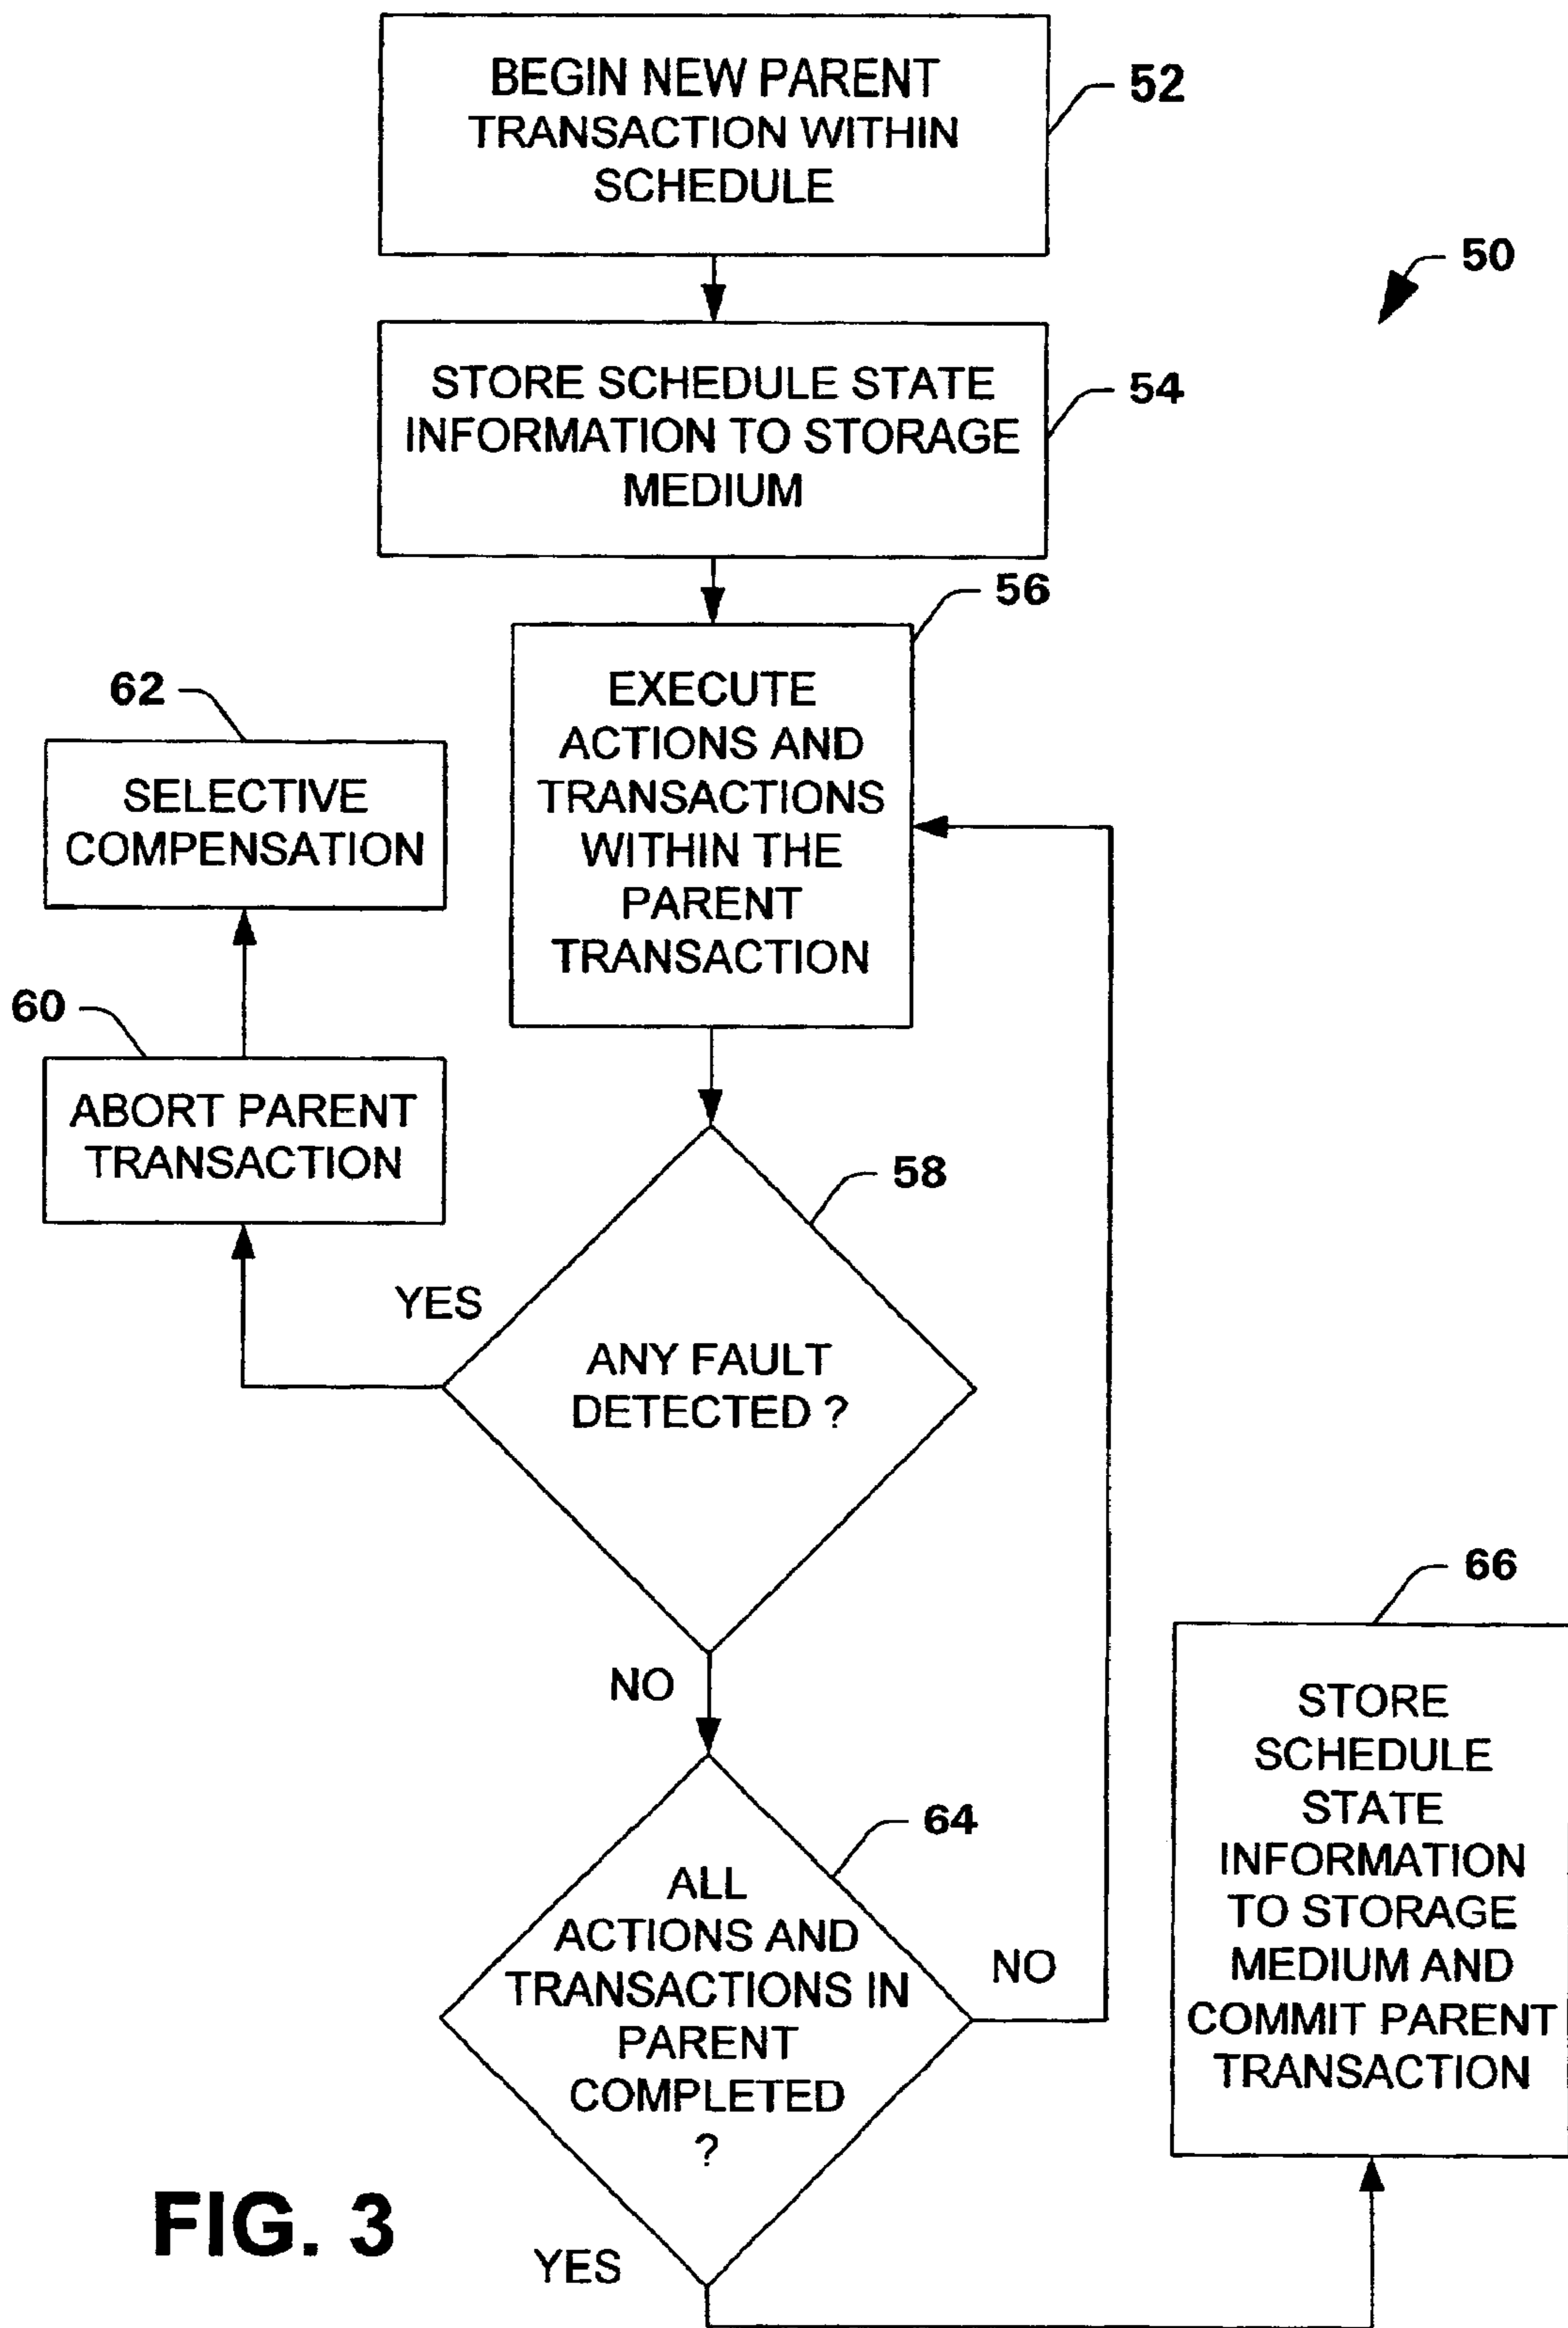 BEGIN NEW PARENT
TRANSACTION WITHIN
SCHEDULE
52
50
STORE SCHEDULE STATE
INFORMATION TO STORAGE
MEDIUM
54
56
EXECUTE
ACTIONS AND
TRANSACTIONS
WITHIN THE
PARENT
TRANSACTION
62
SELECTIVE
COMPENSATION
60
ABORT PARENT
TRANSACTION
58
YES
ANY FAULT
DETECTED ?
NO
66
STORE
SCHEDULE
STATE
INFORMATION
TO STORAGE
MEDIUM AND
COMMIT PARENT
TRANSACTION
64
ALL
ACTIONS AND
TRANSACTIONS IN
PARENT
COMPLETED
?
NO
YES
FIG. 3